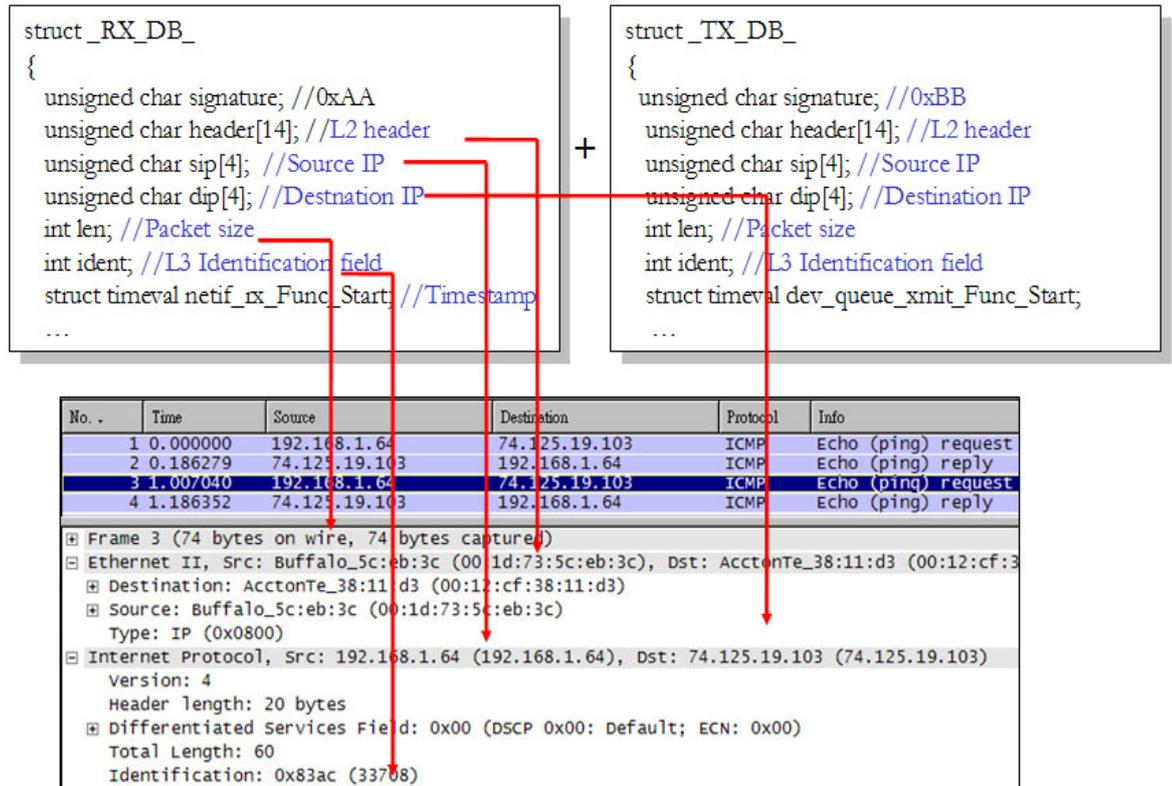 struct _RX_DB_
{
unsigned char signature; //0xAA
unsigned char header[14]; //L2 header
unsigned char sip[4]; //Source IP
unsigned char dip[4]; //Destnation IP
int len; //Packet size
int ident; //L3 Identification field
struct timeval netif_rx_Func_Start; //Timestamp
...
+
struct _TX_DB_
{
unsigned char signature; //0xBB
unsigned char header[14]; //L2 header
unsigned char sip[4]; //Source IP
unsigned char dip[4]; //Destination IP
int len; //Packet size
int ident; //L3 Identification field
struct timeval dev_queue_xmit_Func_Start;
...
No. . Time Source Destination Protocol Info
1 0.000000 192.168.1.64 74.125.19.103 ICMP Echo (ping) request
2 0.186279 74.125.19.103 192.168.1.64 ICMP Echo (ping) reply
3 1.007040 192.168.1.64 74.125.19.103 ICMP Echo (ping) request
4 1.186352 74.125.19.103 192.168.1.64 ICMP Echo (ping) reply
Frame 3 (74 bytes on wire, 74 bytes captured)
Ethernet II, Src: Buffalo_5c:eb:3c (00:1d:73:5c:eb:3c), Dst: AcctonTe_38:11:d3 (00:12:cf:3
Destination: AcctonTe_38:11:d3 (00:12:cf:38:11:d3)
Source: Buffalo_5c:eb:3c (00:1d:73:5c:eb:3c)
Type: IP (0x0800)
Internet Protocol, Src: 192.168.1.64 (192.168.1.64), Dst: 74.125.19.103 (74.125.19.103)
Version: 4
Header length: 20 bytes
Differentiated Services Field: 0x00 (DSCP 0x00: Default; ECN: 0x00)
Total Length: 60
Identification: 0x83ac (33708)